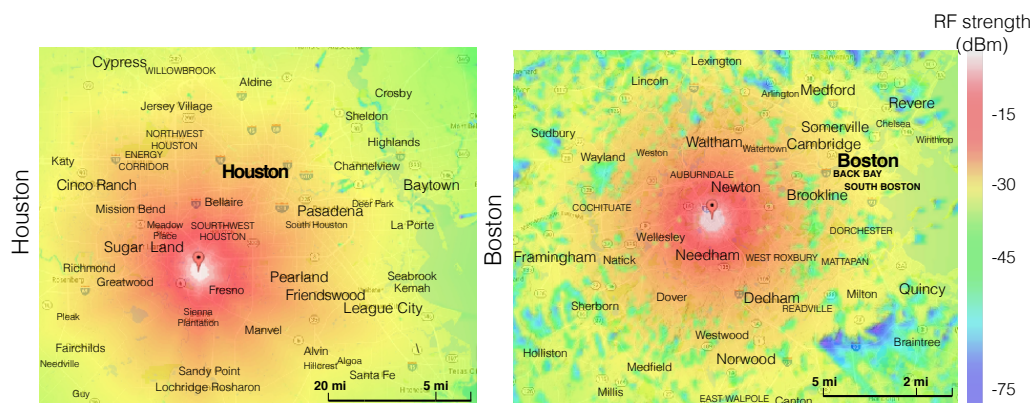 RF strength
(dBm)
-15
-30
-45
-75
Houston
Cypress
WILLOWBROOK
Aldine
Crosby
Jersey Village
Sheldon
NORTHWEST
HOUSTON
Highlands
ENERGY
CORRIDOR
Katy
Houston
Channelview
Cinco Ranch
Baytown
Mission Bend
Bellaire
Pasadena
Deer Park
Meadow
Place
SOUTHWEST
HOUSTON
South Houston
La Porte
Sugar Land
Richmond
Greatwood
Fresno
Pearland
Seabrook
Kemah
Friendswood
League City
Sienna
Plantation
Pleak
Manvel
Fairchilds
Needville
Alvin
Hillcrest
Algoa
Santa Fe
Sandy Point
Lochridge Rosharon
Guy
20 mi
5 mi
Boston
Lexington
Lincoln
Arlington
Medford
Revere
Sudbury
Somerville
Chelsea
Winthrop
Waltham
Watertown
Cambridge
Wayland
Weston
Boston
BACK BAY
AUBURNDALE
Newton
SOUTH BOSTON
Brookline
COCHITUATE
DORCHESTER
Wellesley
Framingham
Natick
Needham
WEST ROXBURY
MATTAPAN
Sherborn
Dover
Dedham
Milton
Quincy
READVILLE
Westwood
Braintree
Holliston
Medfield
Norwood
Millis
EAST WALPOLE
Canton
5 mi
2 mi